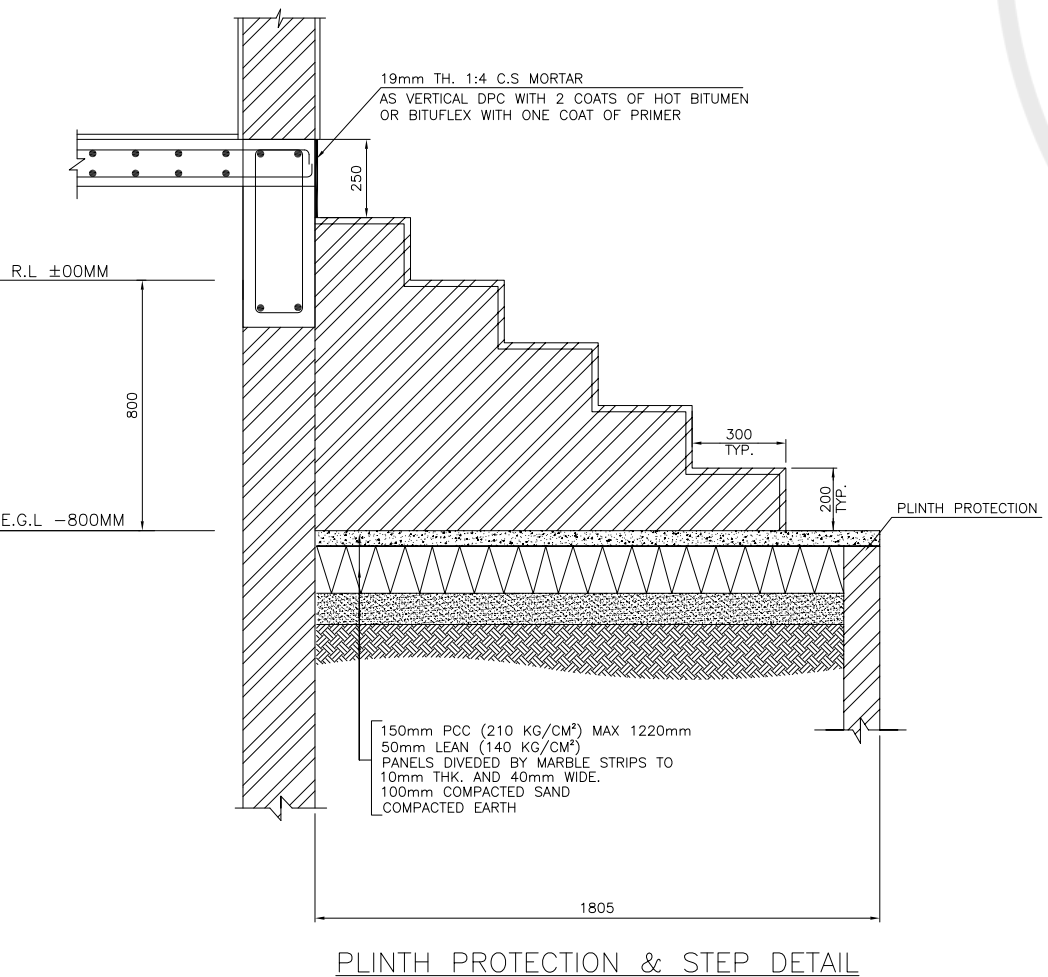 19mm TH. 1:4 C.S MORTAR
AS VERTICAL DPC WITH 2 COATS OF HOT BITUMEN
OR BITUFLEX WITH ONE COAT OF PRIMER
250
R.L ±00MM
800
300
TYP.
200
TYP.
E.G.L -800MM
PLINTH PROTECTION
150mm PCC (210 KG/CM²) MAX 1220mm
50mm LEAN (140 KG/CM²)
PANELS DIVEDED BY MARBLE STRIPS TO
10mm THK. AND 40mm WIDE.
100mm COMPACTED SAND
COMPACTED EARTH
1805
PLINTH PROTECTION & STEP DETAIL